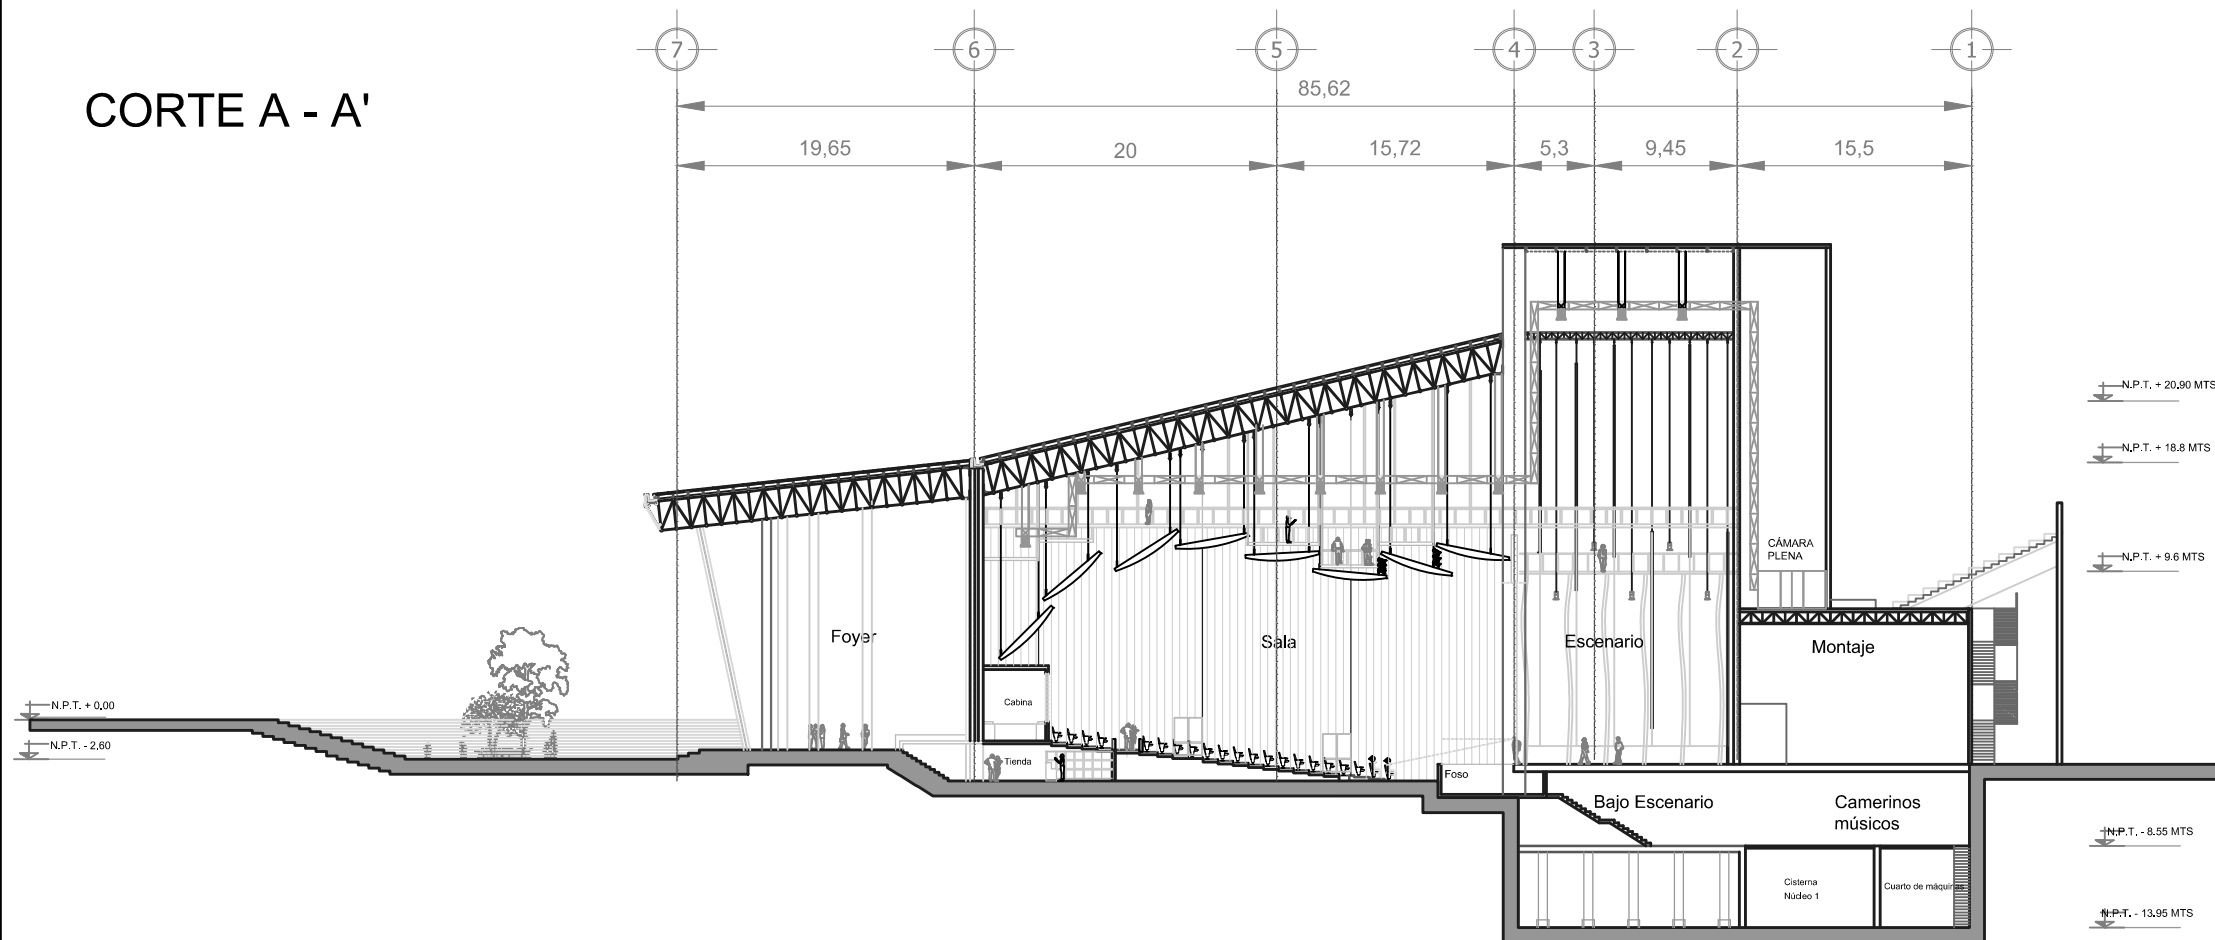 7 6 5 4 3 2 1
CORTE A - A'
85,62
19,65 20 15,72 5,3 9,45 15,5
N.P.T. + 20.90 MTS
N.P.T. + 18.8 MTS
CÁMARA
PLENA
N.P.T. + 9.6 MTS
Foyer
Sala
Escenario
Montaje
Cabina
N.P.T. + 0.00
N.P.T. - 2,60
Tienda
Foso
Bajo Escenario
Camerinos
músicos
N.P.T. - 8.55 MTS
Cisterna
Núcleo 1
Cuarto de máquinas
N.P.T. - 13.95 MTS